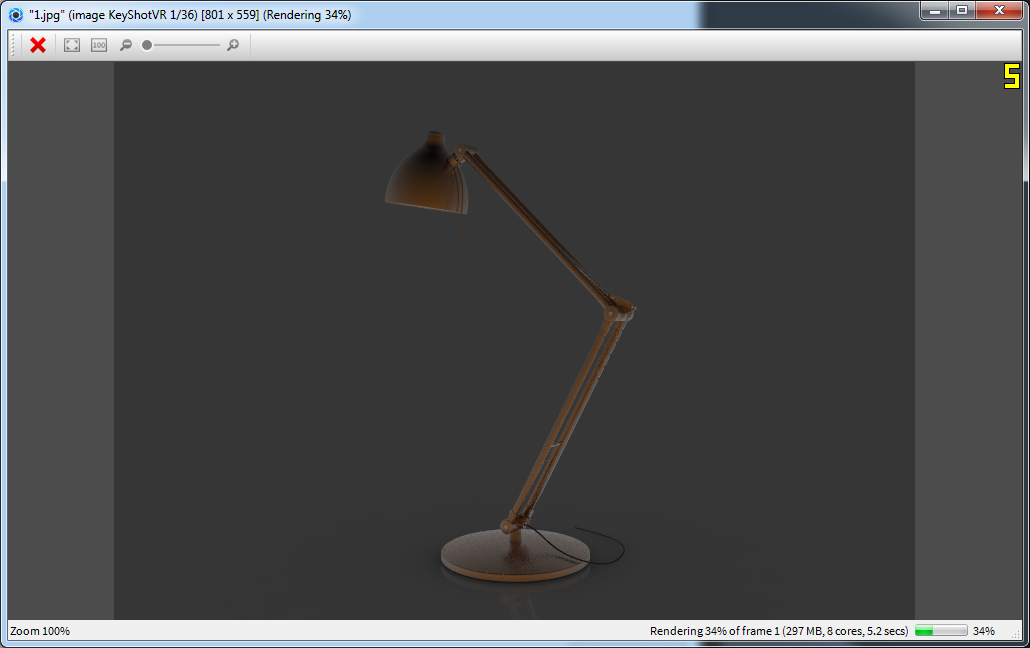 "1.jpg" (image KeyShotVR 1/36) [801 x 559] (Rendering 34%)
100
5
Zoom 100%
Rendering 34% of frame 1 (297 MB, 8 cores, 5.2 secs)
34%